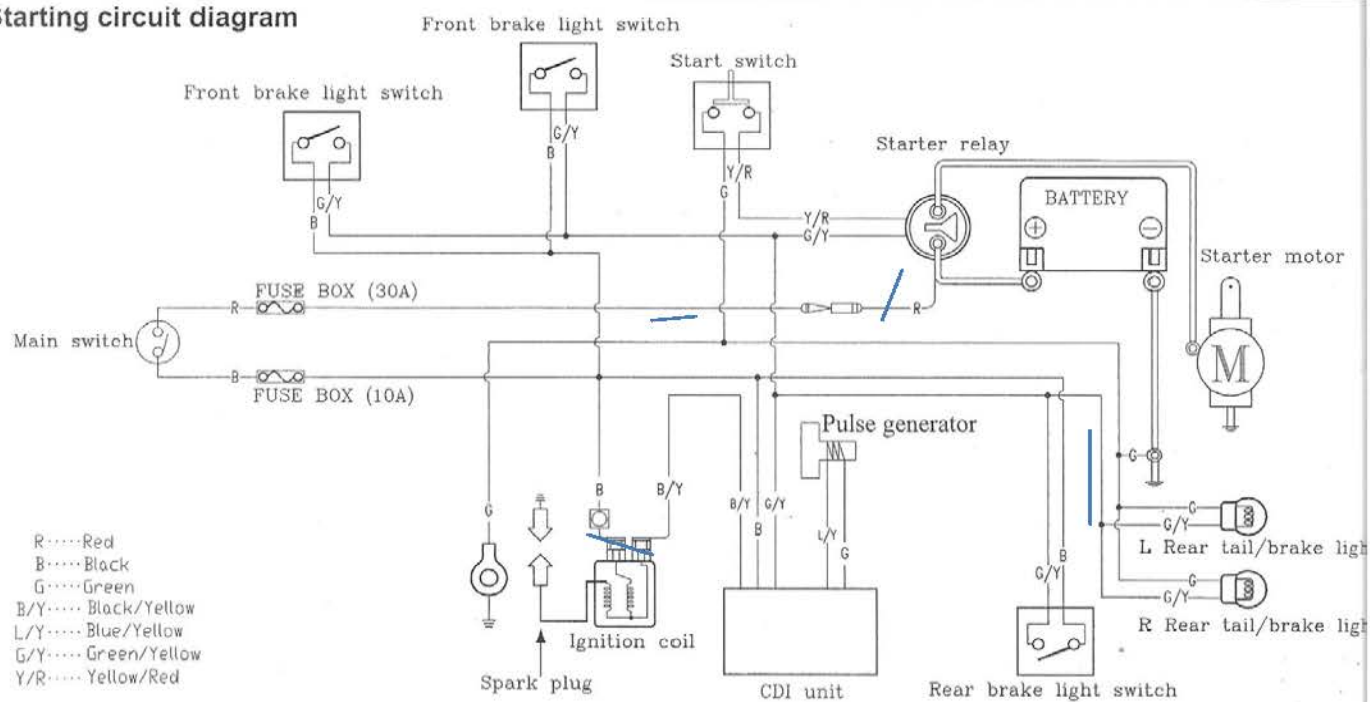 Starting circuit diagram
Front brake light switch
Start switch
Front brake light switch
Starter relay
BATTERY
+
−
Starter motor
M
G/Y
B
Y/R
G
G/Y
B
Y/R
G/Y
FUSE BOX (30A)
R
R
Main switch
B
FUSE BOX (10A)
Pulse generator
G
B
B/Y
B/Y
G/Y
B
L/Y
G
G
G
G/Y
L Rear tail/brake ligh
G
G/Y
R Rear tail/brake ligh
B
G/Y
R·····Red
B·····Black
G·····Green
B/Y·····Black/Yellow
L/Y·····Blue/Yellow
G/Y·····Green/Yellow
Y/R·····Yellow/Red
Ignition coil
Spark plug
CDI unit
Rear brake light switch